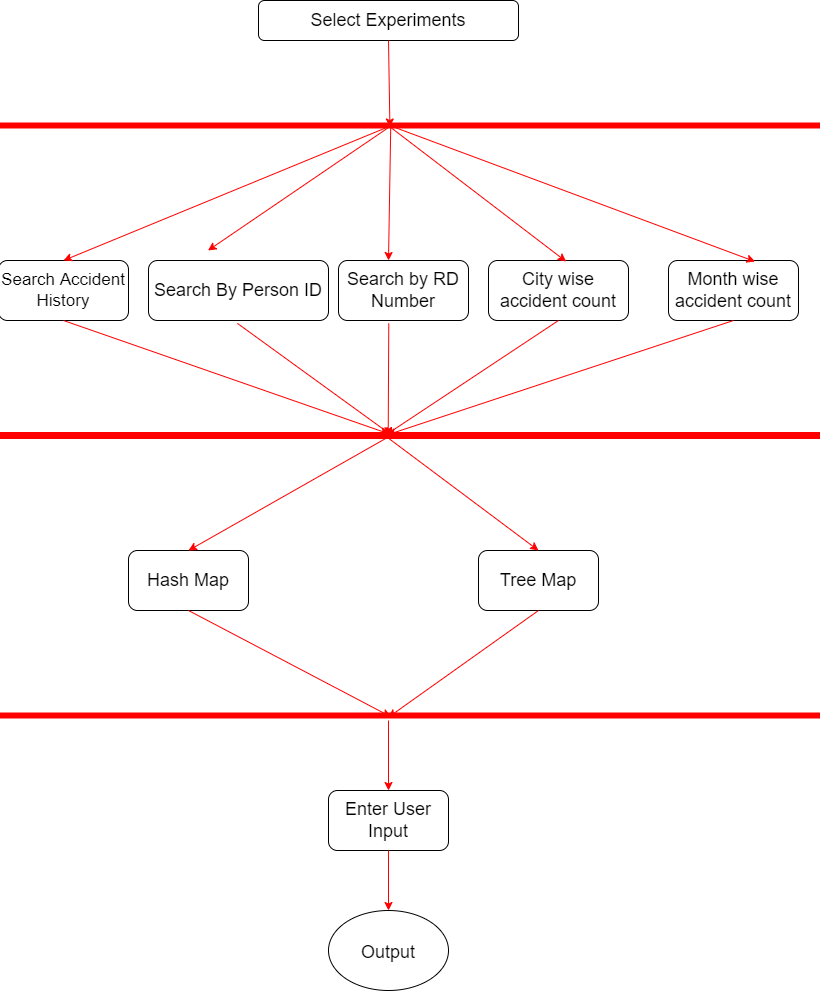 Select Experiments
Search Accident
History
Search By Person ID
Search by RD
Number
City wise
accident count
Month wise
accident count
Hash Map
Tree Map
Enter User
Input
Output